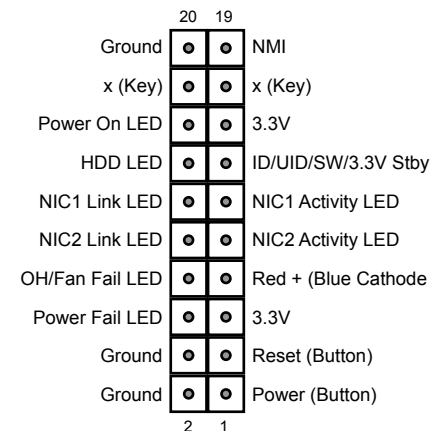 20 19
Ground NMI
x (Key) x (Key)
Power On LED 3.3V
HDD LED ID/UID/SW/3.3V Stby
NIC1 Link LED NIC1 Activity LED
NIC2 Link LED NIC2 Activity LED
OH/Fan Fail LED Red + (Blue Cathode
Power Fail LED 3.3V
Ground Reset (Button)
Ground Power (Button)
2 1